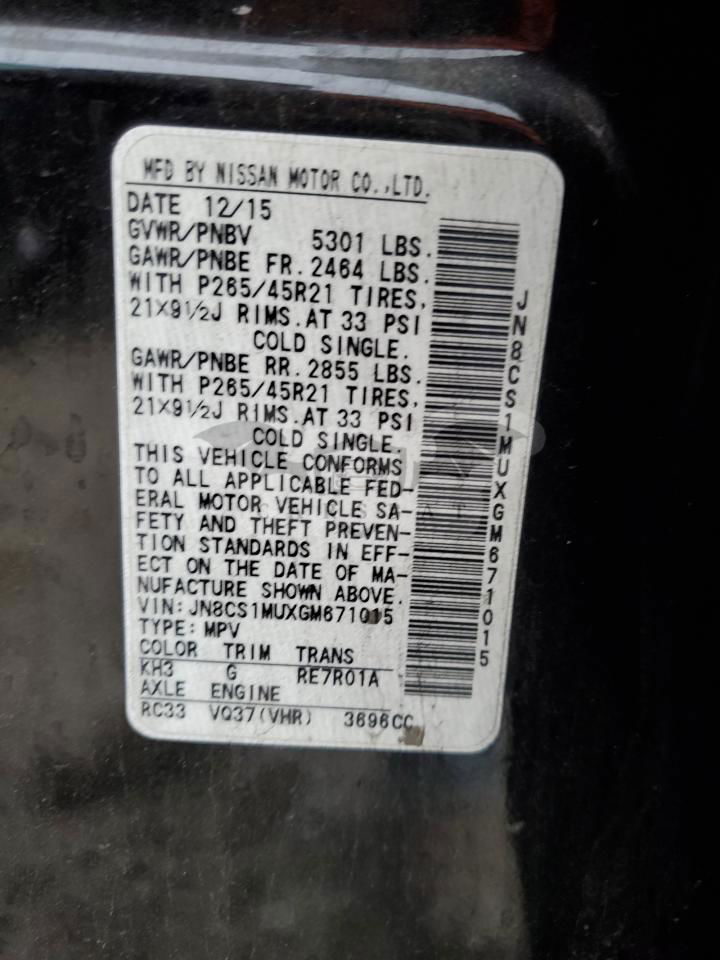 MFD BY NISSAN MOTOR CO.,LTD.
DATE 12/15
GVWR/PNBV 5301 LBS.
GAWR/PNBE FR.2464 LBS.
WITH P265/45R21 TIRES,
21X9½J RIMS.AT 33 PSI
COLD SINGLE.
GAWR/PNBE RR.2855 LBS.
WITH P265/45R21 TIRES,
21X9½J RIMS.AT 33 PSI
COLD SINGLE.
THIS VEHICLE CONFORMS
TO ALL APPLICABLE FED-
ERAL MOTOR VEHICLE SA-
FETY AND THEFT PREVEN-
TION STANDARDS IN EFF-
ECT ON THE DATE OF MA-
NUFACTURE SHOWN ABOVE.
VIN:JN8CS1MUXGM671015
TYPE:MPV
COLOR TRIM TRANS
KH3 G RE7R01A
AXLE ENGINE
RC33 VQ37(VHR) 3696CC
JN8CS1MUXGM671015